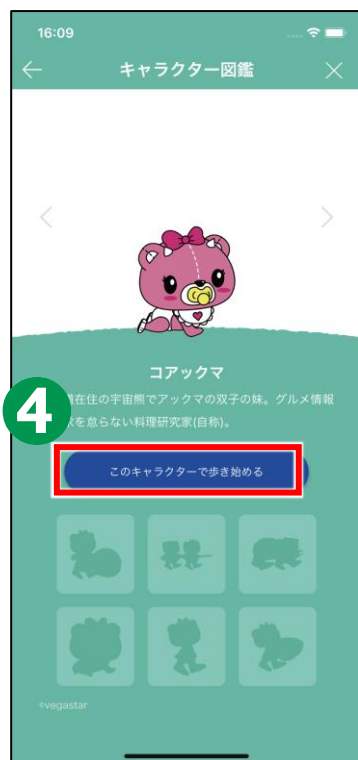 16:09
キャラクター図鑑
コアックマ
在住の宇宙熊でアックマの双子の妹。グルメ情報
を怠らない料理研究家(自称)。
4
このキャラクターで歩き始める
©vegastar